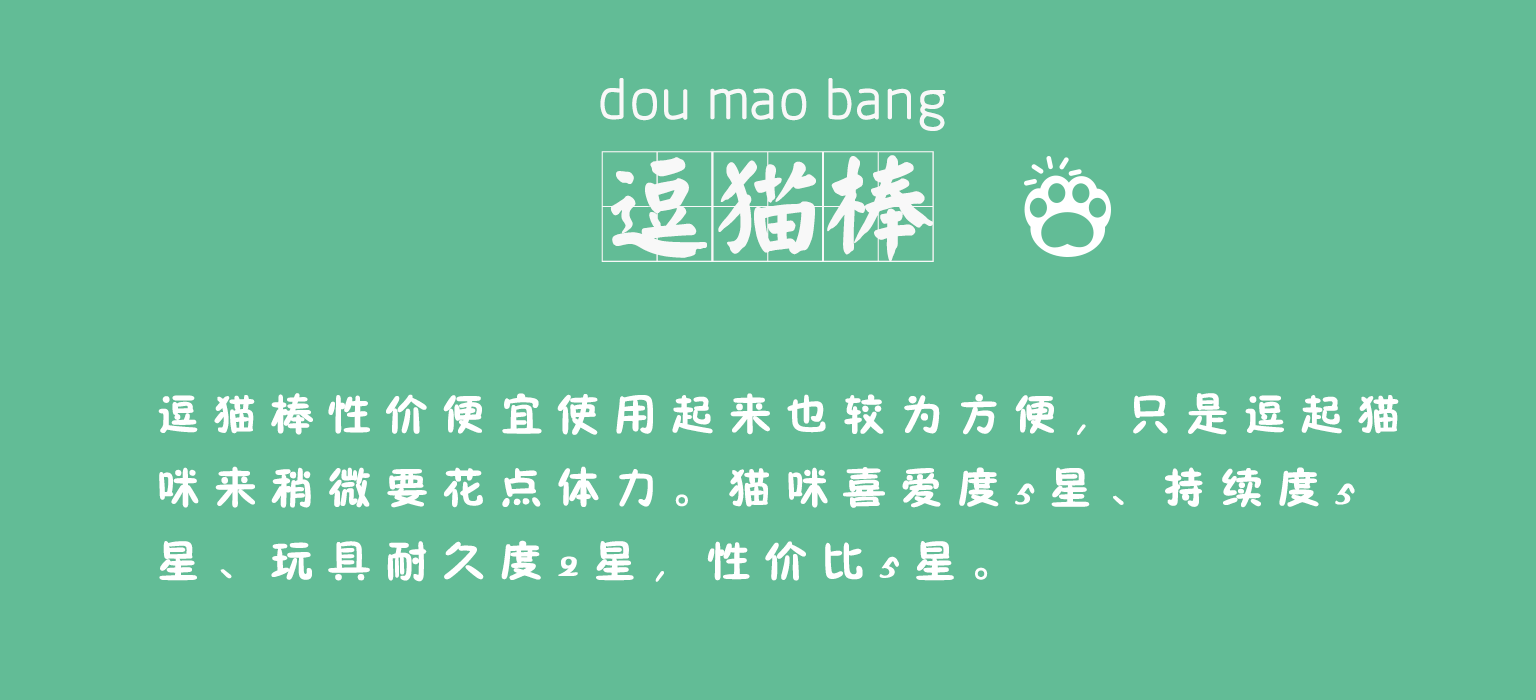 dou mao bang
逗猫棒
逗猫棒性价便宜使用起来也较为方便，只是逗起猫
咪来稍微要花点体力。猫咪喜爱度5星、持续度5
星、玩具耐久度2星，性价比5星。